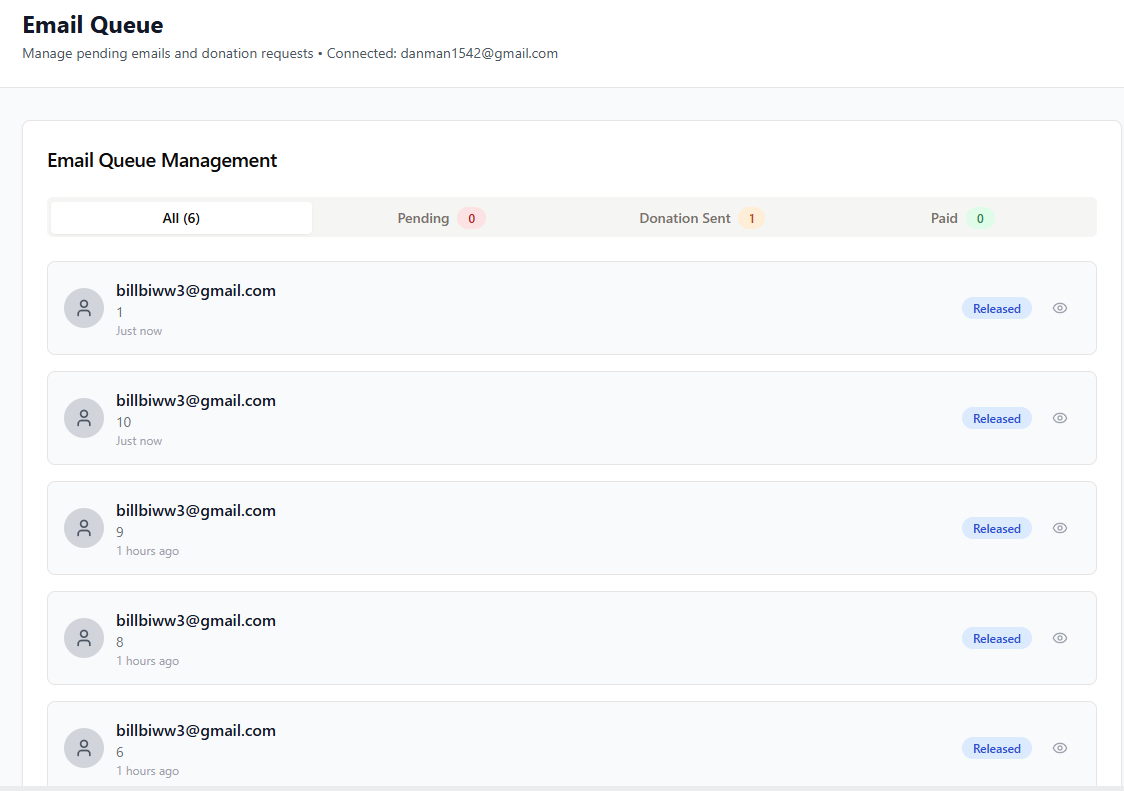 Email Queue
Manage pending emails and donation requests • Connected: danman1542@gmail.com
Email Queue Management
All (6) Pending 0 Donation Sent 1 Paid 0
billbiww3@gmail.com
1
Just now
Released
billbiww3@gmail.com
10
Just now
Released
billbiww3@gmail.com
9
1 hours ago
Released
billbiww3@gmail.com
8
1 hours ago
Released
billbiww3@gmail.com
6
1 hours ago
Released